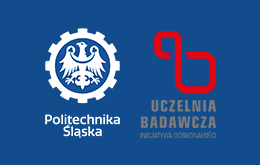 Politechnika
Śląska
UCZELNIA
BADAWCZA
INICJATYWA DOSKONAŁOŚCI